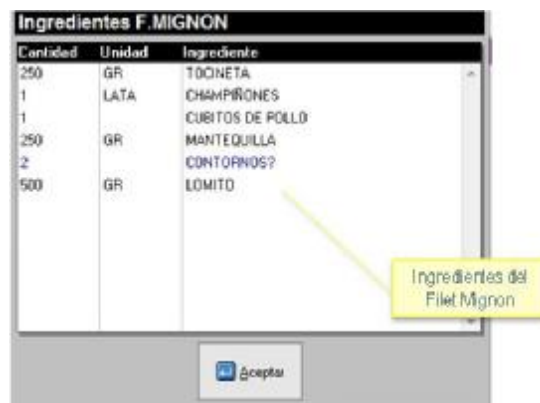 Ingredientes F.MIGNON
Cantidad Unidad Ingrediente
250 GR TOCINETA
1 LATA CHAMPIÑONES
1 CUBITOS DE POLLO
250 GR MANTEQUILLA
2 CONTORNOS?
500 GR LOMITO
Ingredientes del
Filet Mignon
Aceptar